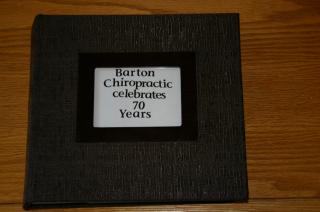 Barton
Chiropractic
celebrates
70
Years